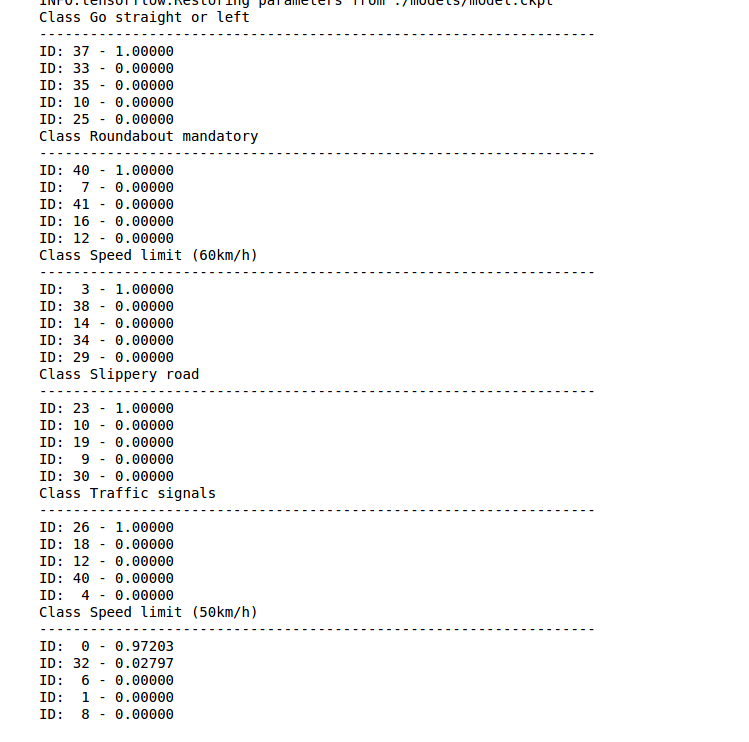 INFO:tensorflow:Restoring parameters from ./models/model.ckpt
Class Go straight or left
------------------------------------------------------------------
ID: 37 - 1.00000
ID: 33 - 0.00000
ID: 35 - 0.00000
ID: 10 - 0.00000
ID: 25 - 0.00000
Class Roundabout mandatory
------------------------------------------------------------------
ID: 40 - 1.00000
ID:  7 - 0.00000
ID: 41 - 0.00000
ID: 16 - 0.00000
ID: 12 - 0.00000
Class Speed limit (60km/h)
------------------------------------------------------------------
ID:  3 - 1.00000
ID: 38 - 0.00000
ID: 14 - 0.00000
ID: 34 - 0.00000
ID: 29 - 0.00000
Class Slippery road
------------------------------------------------------------------
ID: 23 - 1.00000
ID: 10 - 0.00000
ID: 19 - 0.00000
ID:  9 - 0.00000
ID: 30 - 0.00000
Class Traffic signals
------------------------------------------------------------------
ID: 26 - 1.00000
ID: 18 - 0.00000
ID: 12 - 0.00000
ID: 40 - 0.00000
ID:  4 - 0.00000
Class Speed limit (50km/h)
------------------------------------------------------------------
ID:  0 - 0.97203
ID: 32 - 0.02797
ID:  6 - 0.00000
ID:  1 - 0.00000
ID:  8 - 0.00000